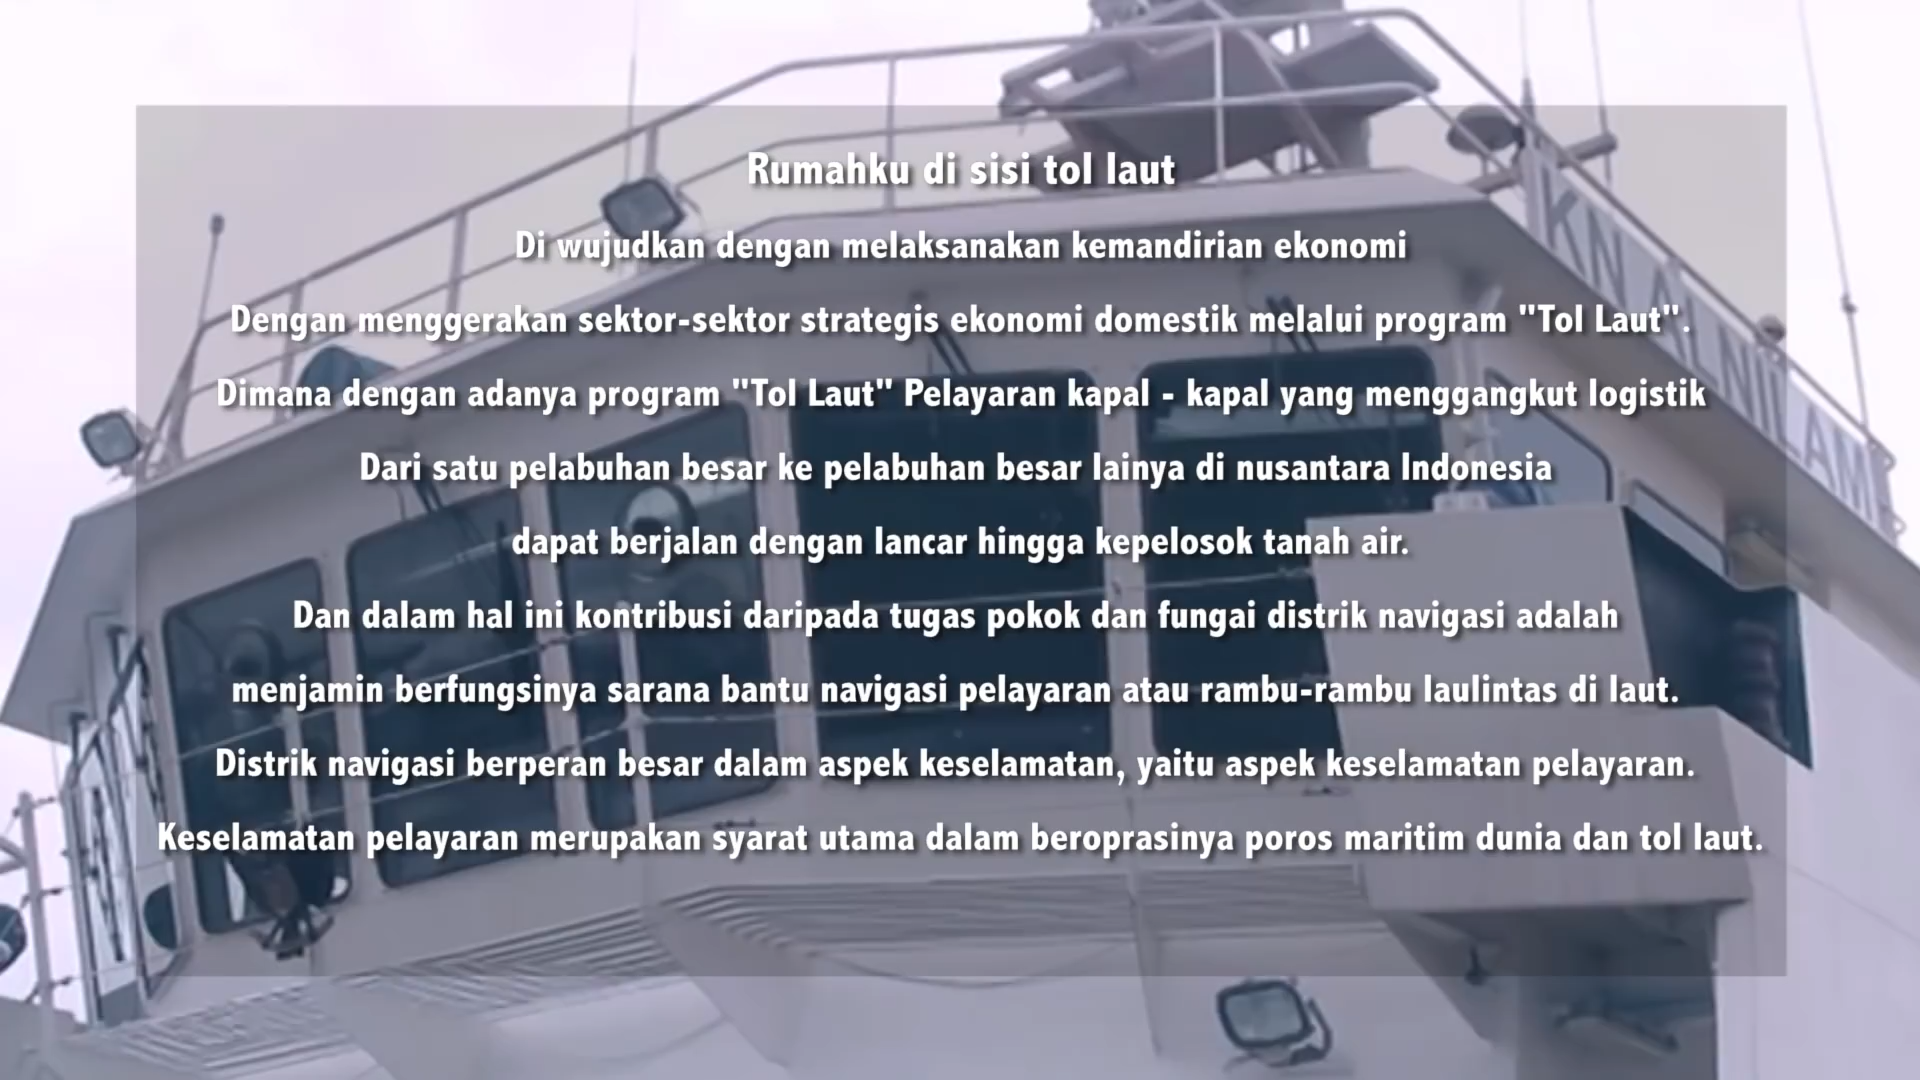 Rumahku di sisi tol laut
Di wujudkan dengan melaksanakan kemandirian ekonomi
Dengan menggerakan sektor-sektor strategis ekonomi domestik melalui program "Tol Laut".
Dimana dengan adanya program "Tol Laut" Pelayaran kapal - kapal yang menggangkut logistik
Dari satu pelabuhan besar ke pelabuhan besar lainya di nusantara Indonesia
dapat berjalan dengan lancar hingga kepelosok tanah air.
Dan dalam hal ini kontribusi daripada tugas pokok dan fungai distrik navigasi adalah
menjamin berfungsinya sarana bantu navigasi pelayaran atau rambu-rambu laulintas di laut.
Distrik navigasi berperan besar dalam aspek keselamatan, yaitu aspek keselamatan pelayaran.
Keselamatan pelayaran merupakan syarat utama dalam beroprasinya poros maritim dunia dan tol laut.
KN ALNILAM